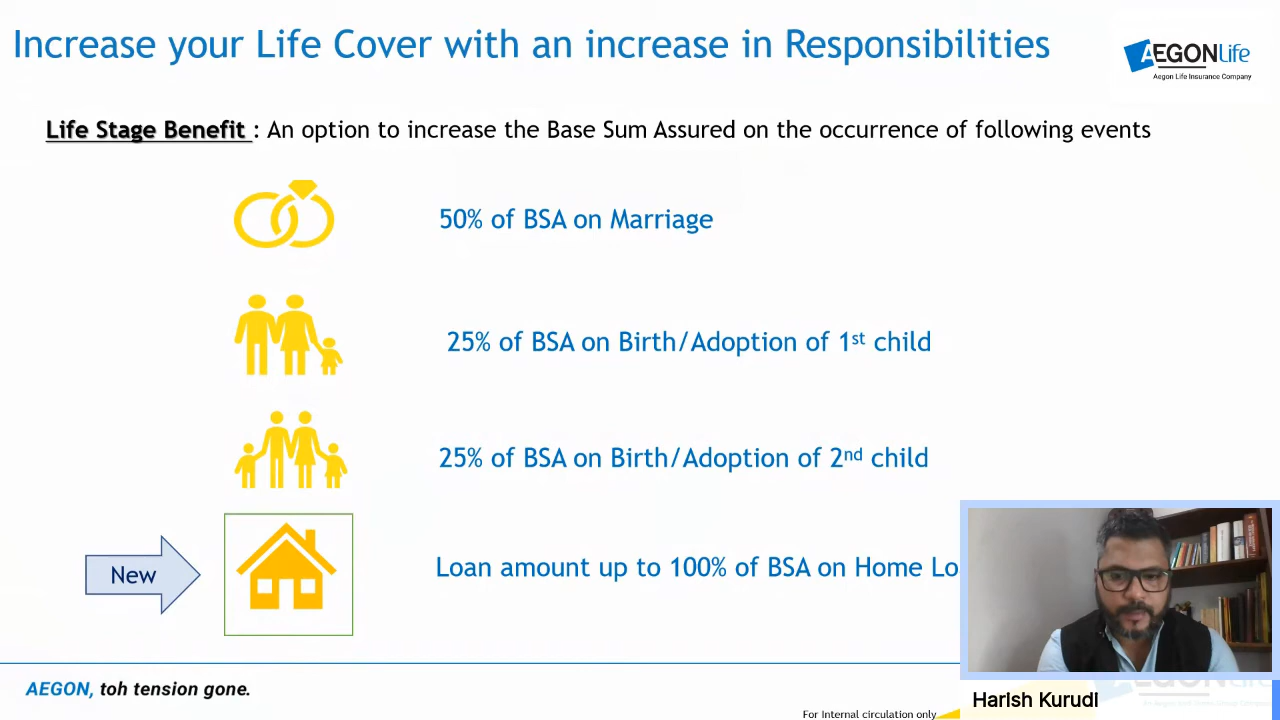 Increase your Life Cover with an increase in Responsibilities
AEGONLife
Aegon Life Insurance Company
Life Stage Benefit : An option to increase the Base Sum Assured on the occurrence of following events
50% of BSA on Marriage
25% of BSA on Birth/Adoption of 1st child
25% of BSA on Birth/Adoption of 2nd child
New
Loan amount up to 100% of BSA on Home Lo
AEGON, toh tension gone.
Harish Kurudi
For Internal circulation only